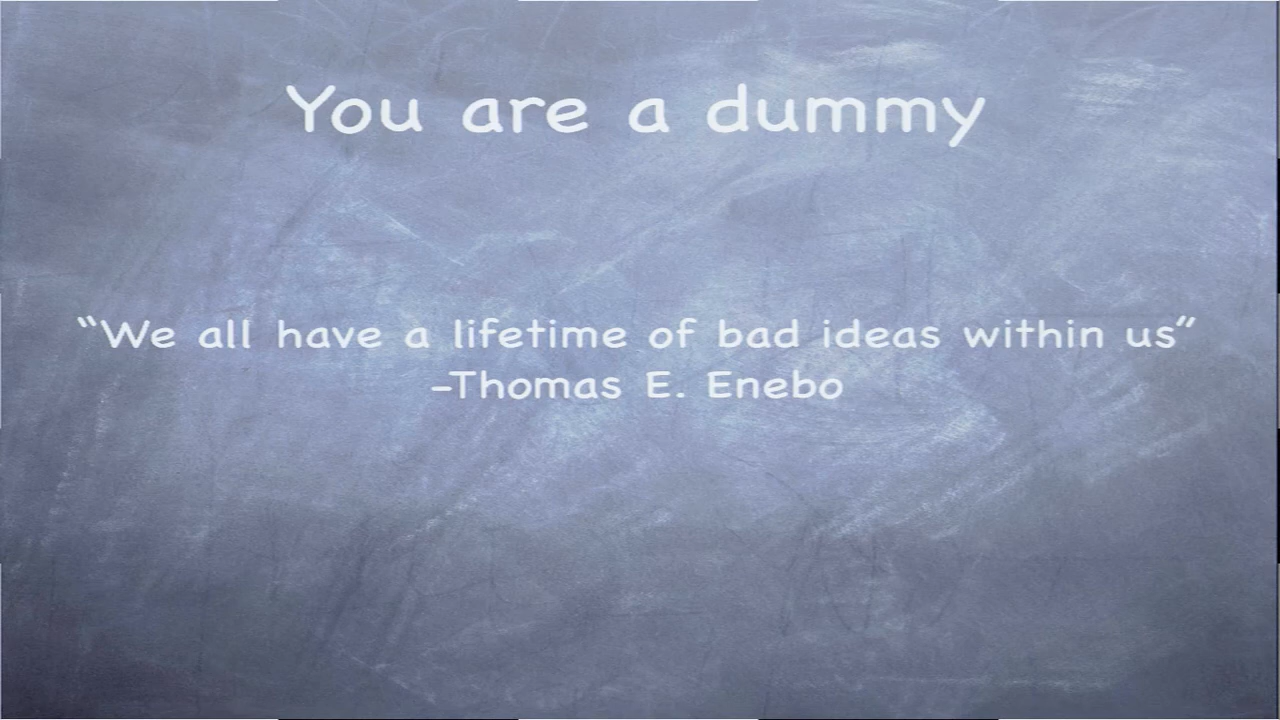 You are a dummy
“We all have a lifetime of bad ideas within us”
-Thomas E. Enebo